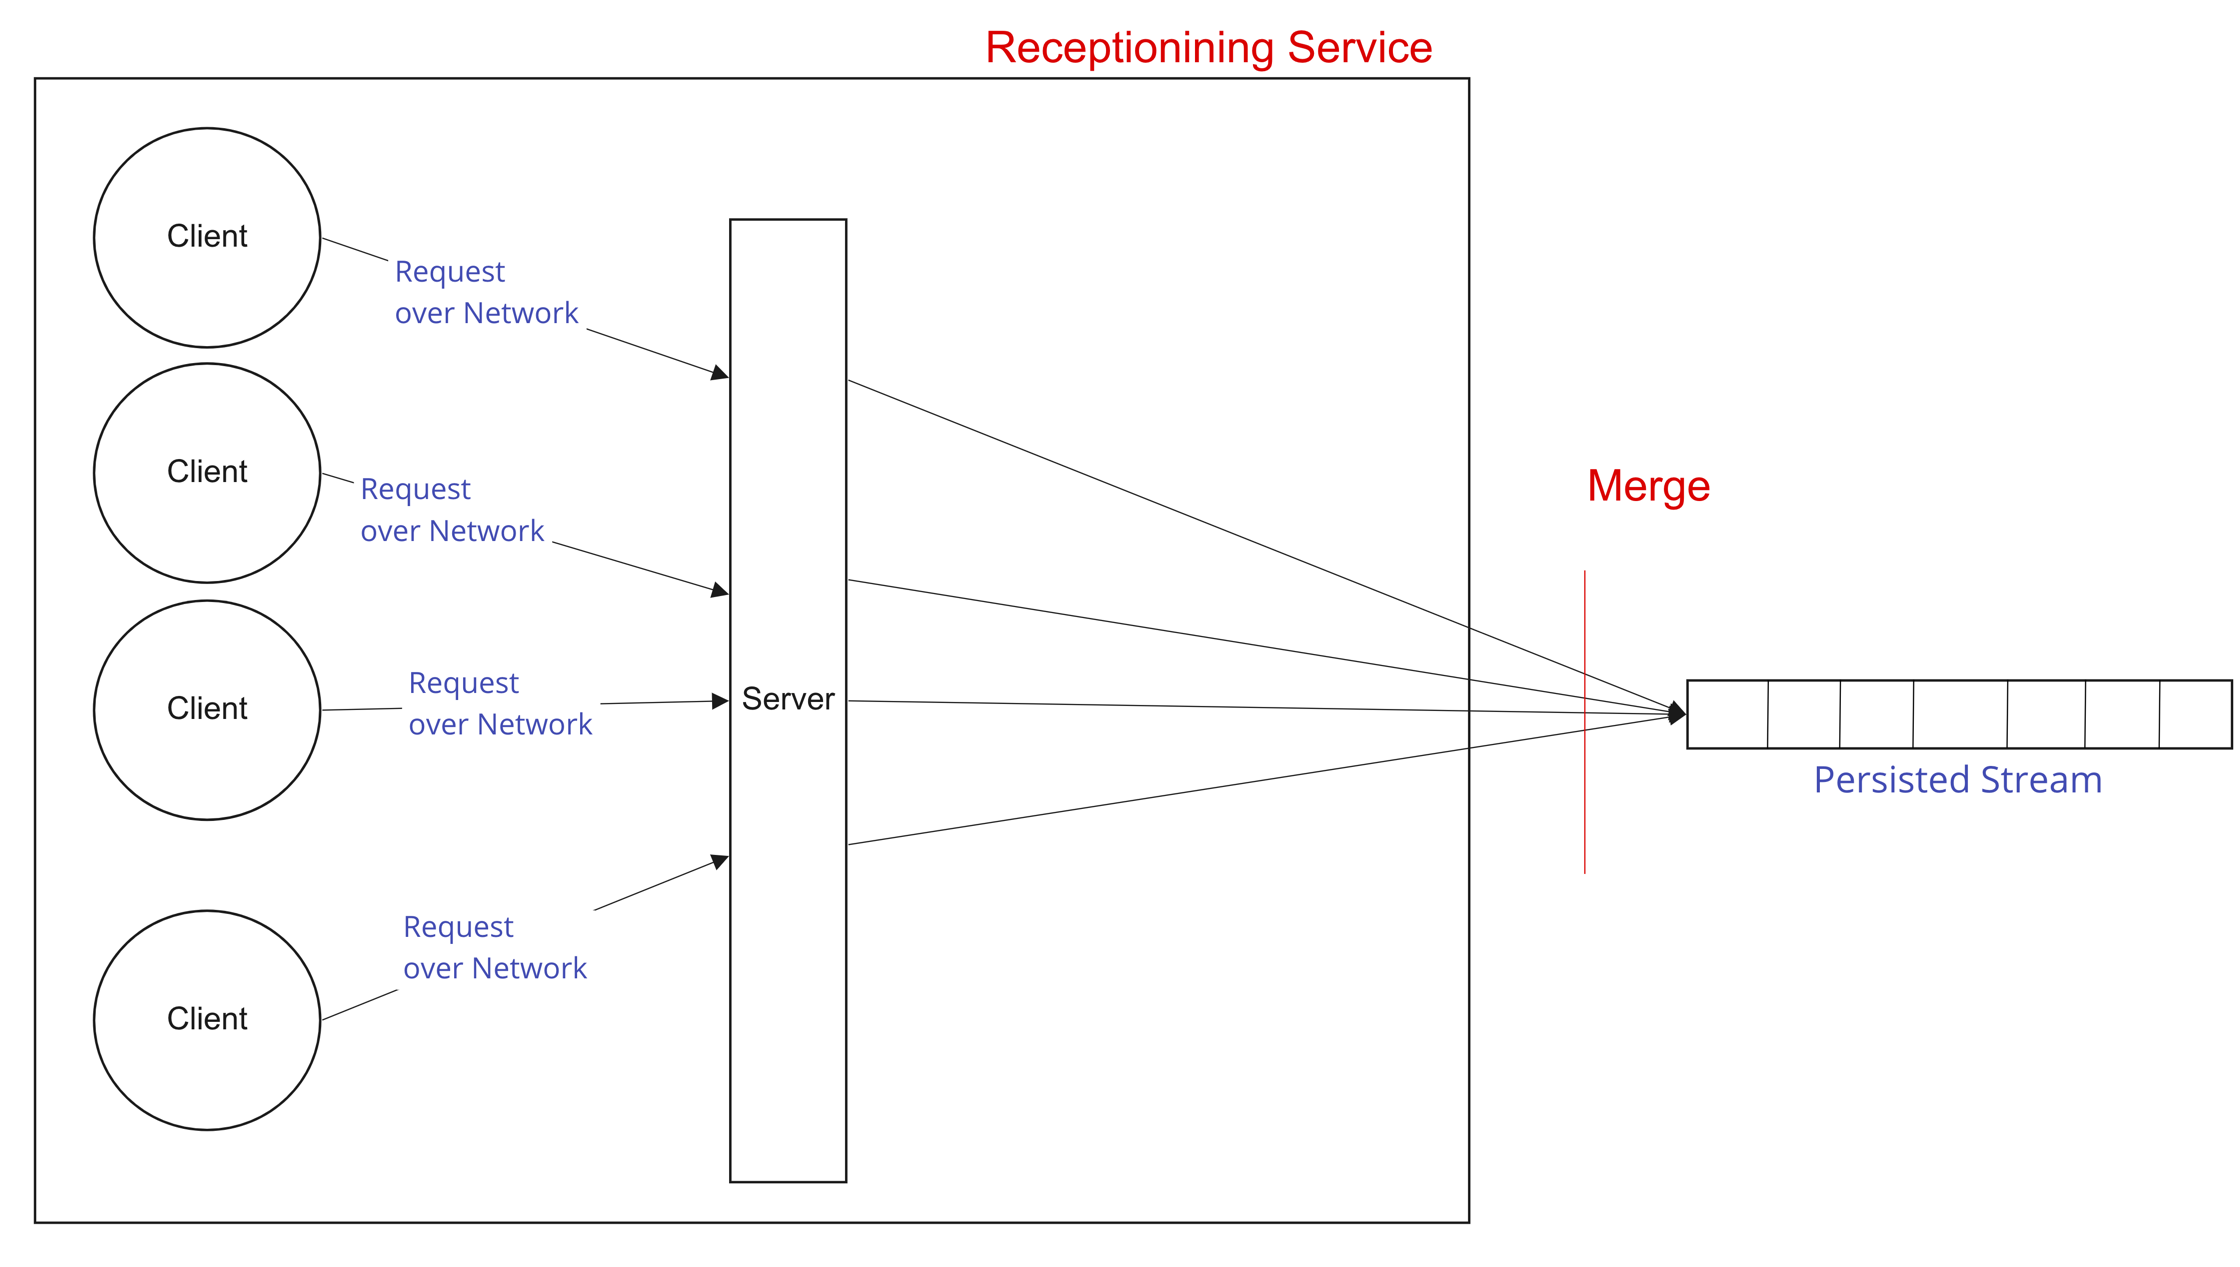 Receptionining Service
Client
Request
over Network
Client
Request
over Network
Merge
Client
Request
over Network
Server
Persisted Stream
Request
over Network
Client